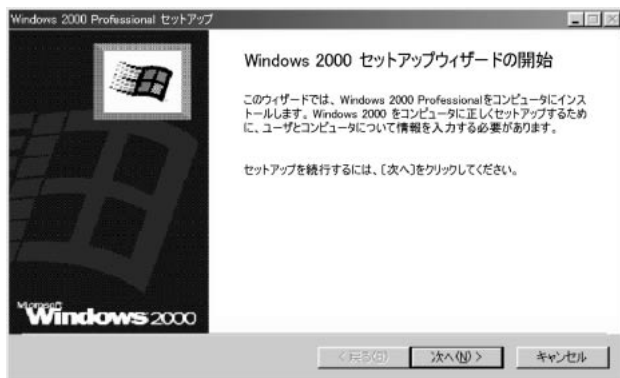 Windows 2000 Professional セットアップ
Windows 2000 セットアップウィザードの開始
このウィザードでは、Windows 2000 Professionalをコンピュータにインス
トールします。Windows 2000 をコンピュータに正しくセットアップするため
に、ユーザとコンピュータについて情報を入力する必要があります。
セットアップを続行するには、[次へ]をクリックしてください。
Microsoft
Windows 2000
< 戻る(B)
次へ(N) >
キャンセル